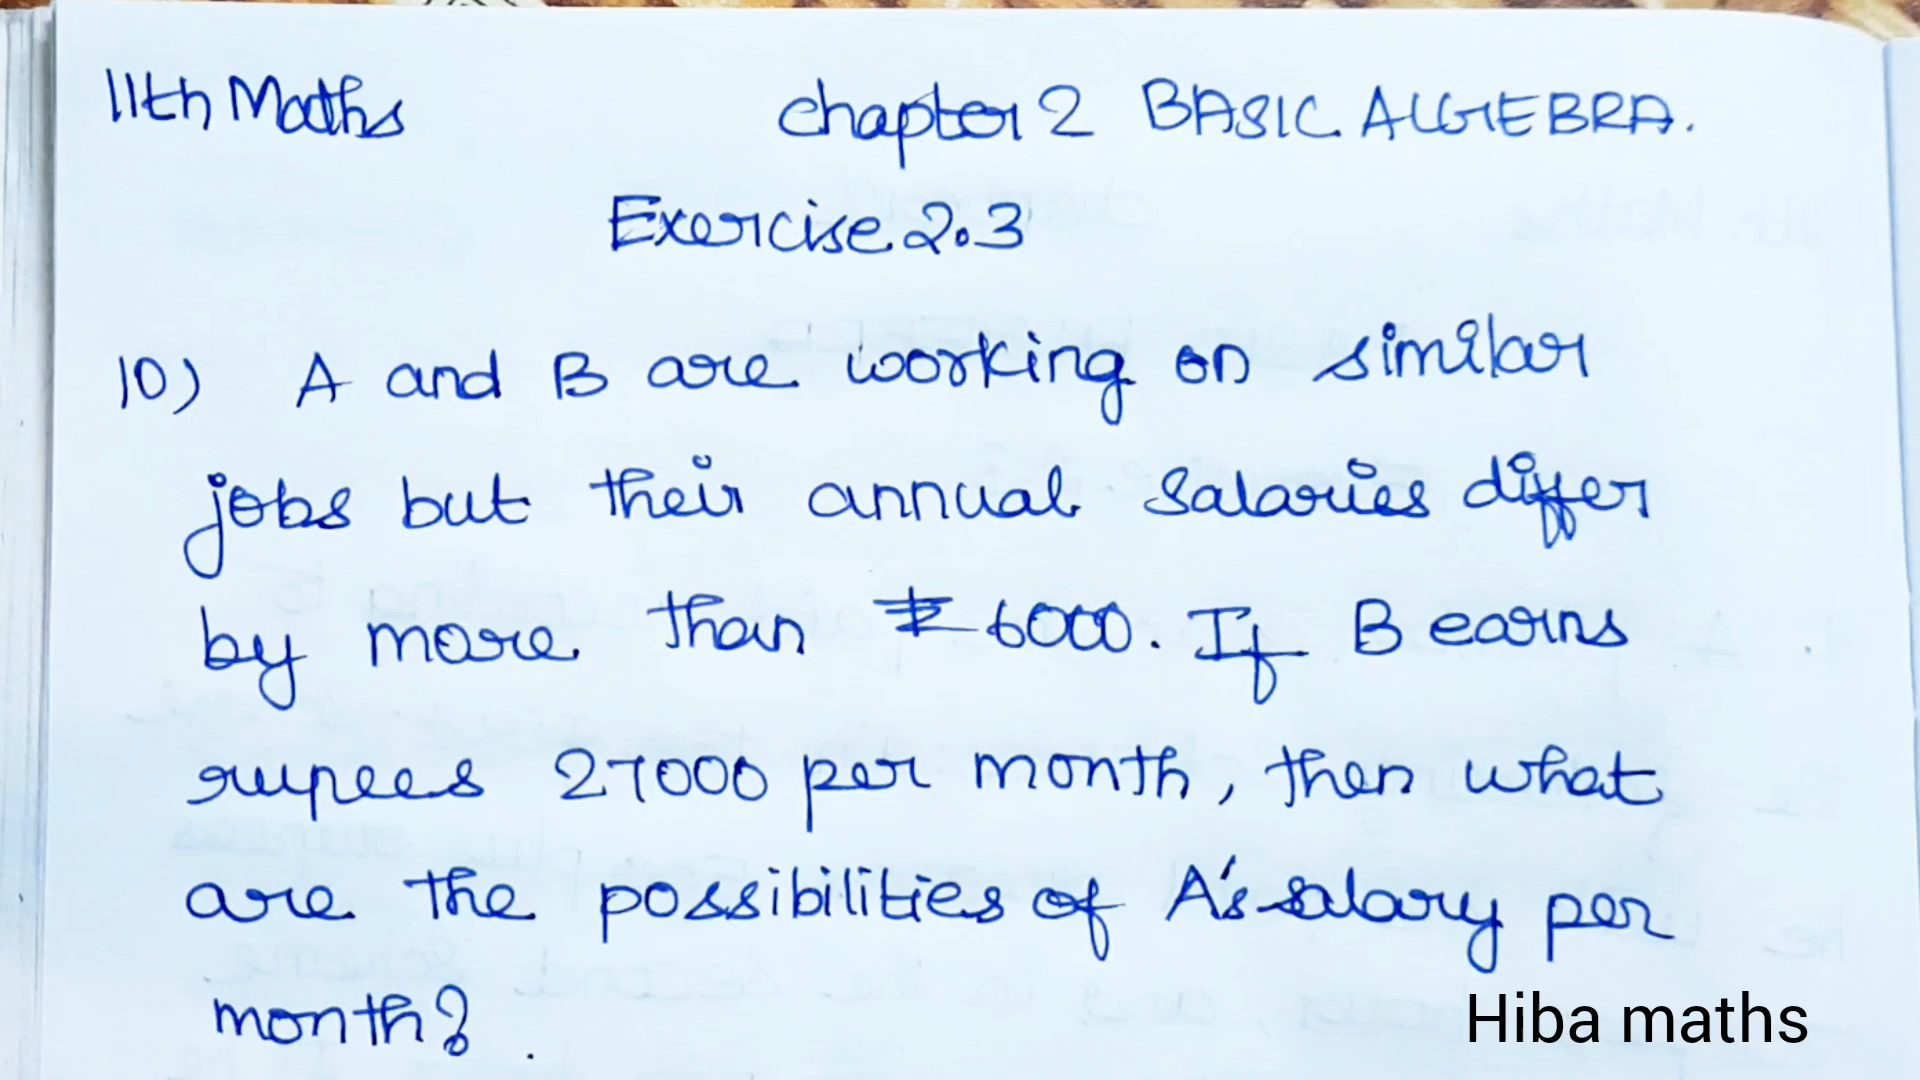 11th Maths chapter 2 BASIC ALGEBRA.
Exercise 2.3
10) A and B are working on similar
jobs but their annual salaries differ
by more than ₹ 6000. If B earns
rupees 27000 per month, then what
are the possibilities of A's salary per
month?
Hiba maths